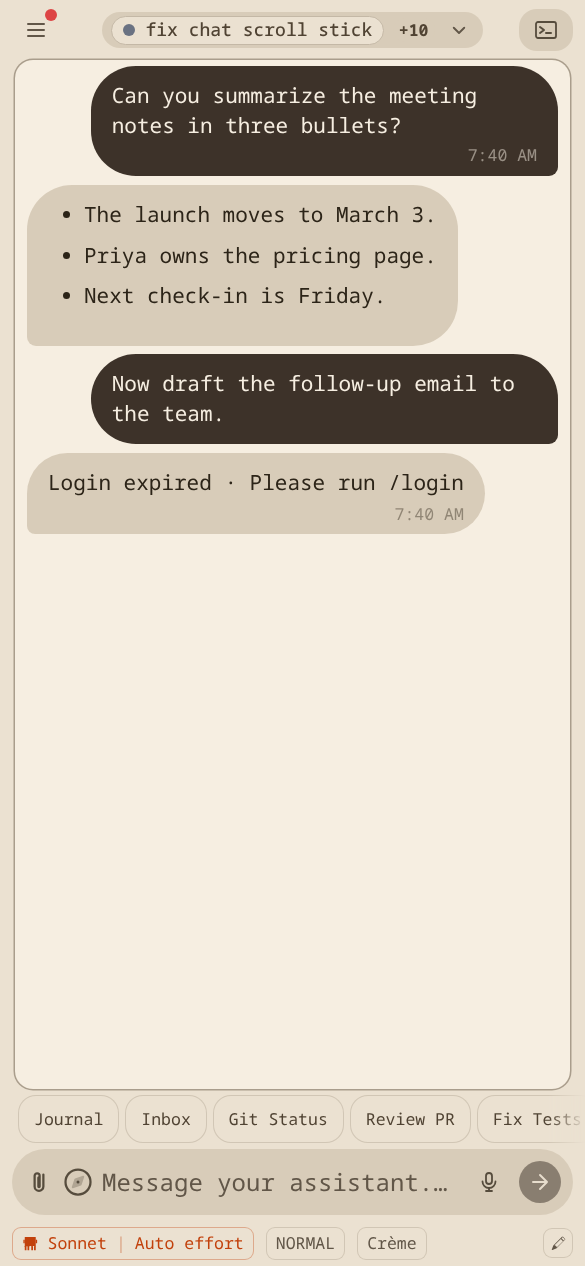 fix chat scroll stick
+10
Can you summarize the meeting
notes in three bullets?
7:40 AM
• The launch moves to March 3.
• Priya owns the pricing page.
• Next check-in is Friday.
Now draft the follow-up email to
the team.
Login expired · Please run /login
7:40 AM
Journal
Inbox
Git Status
Review PR
Fix Tests
Message your assistant.…
Sonnet | Auto effort
NORMAL
Crème